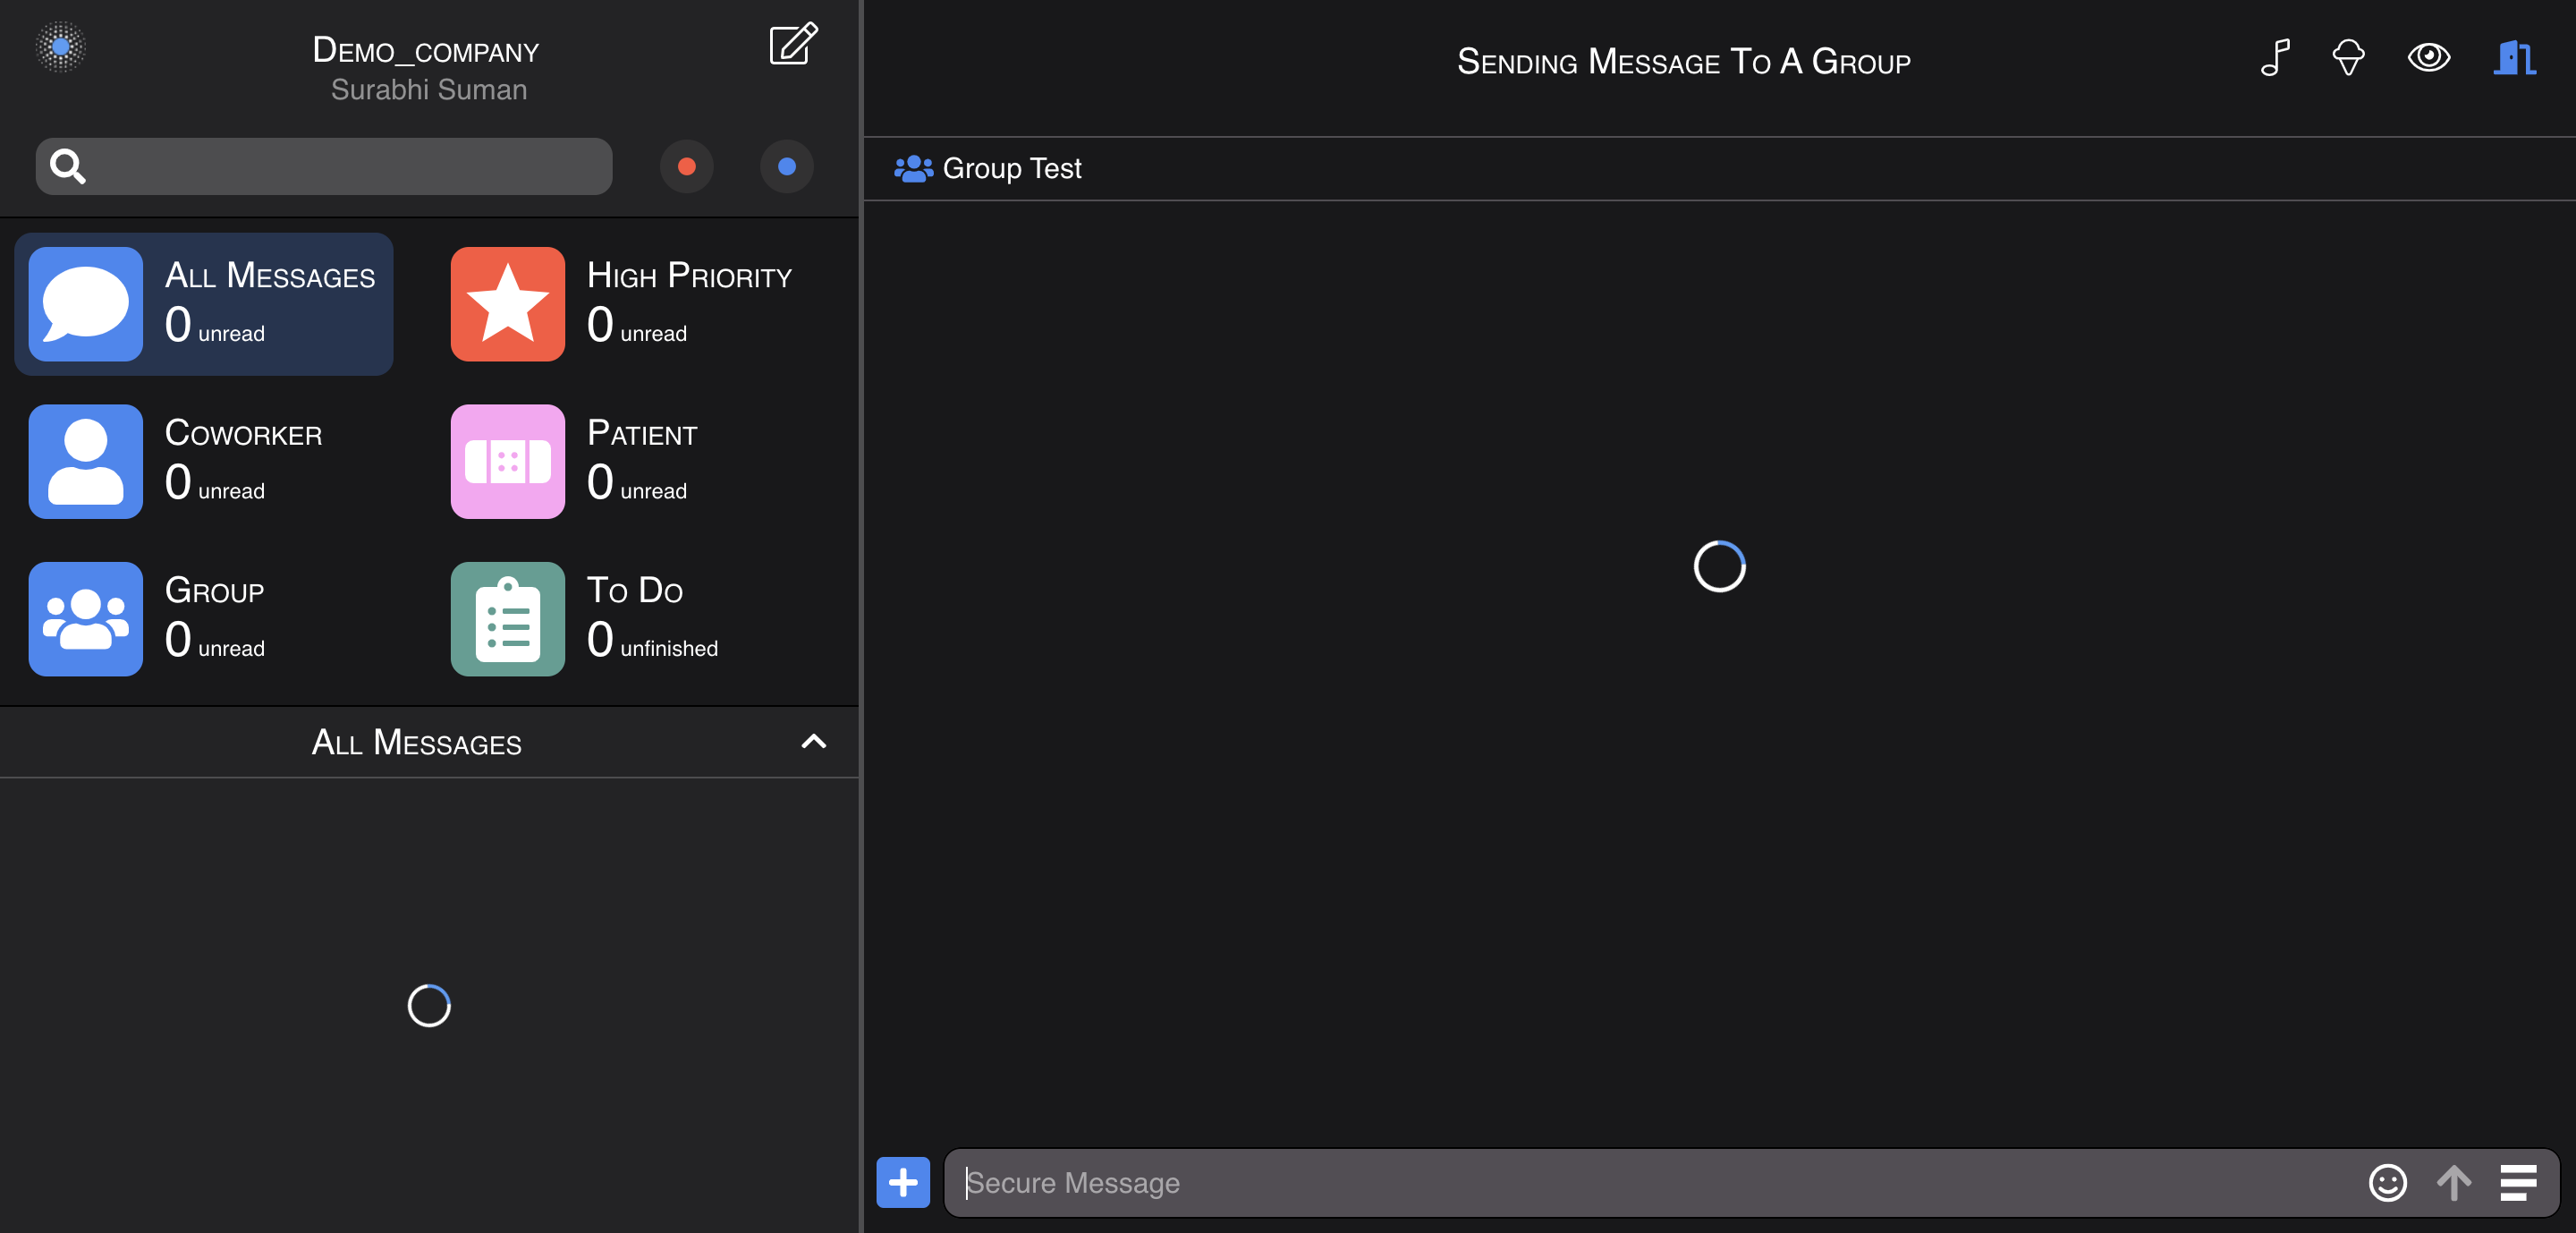 Demo_company
Surabhi Suman
All Messages
0 unread
High Priority
0 unread
Coworker
0 unread
Patient
0 unread
Group
0 unread
To Do
0 unfinished
All Messages
Sending Message To A Group
Group Test
Secure Message